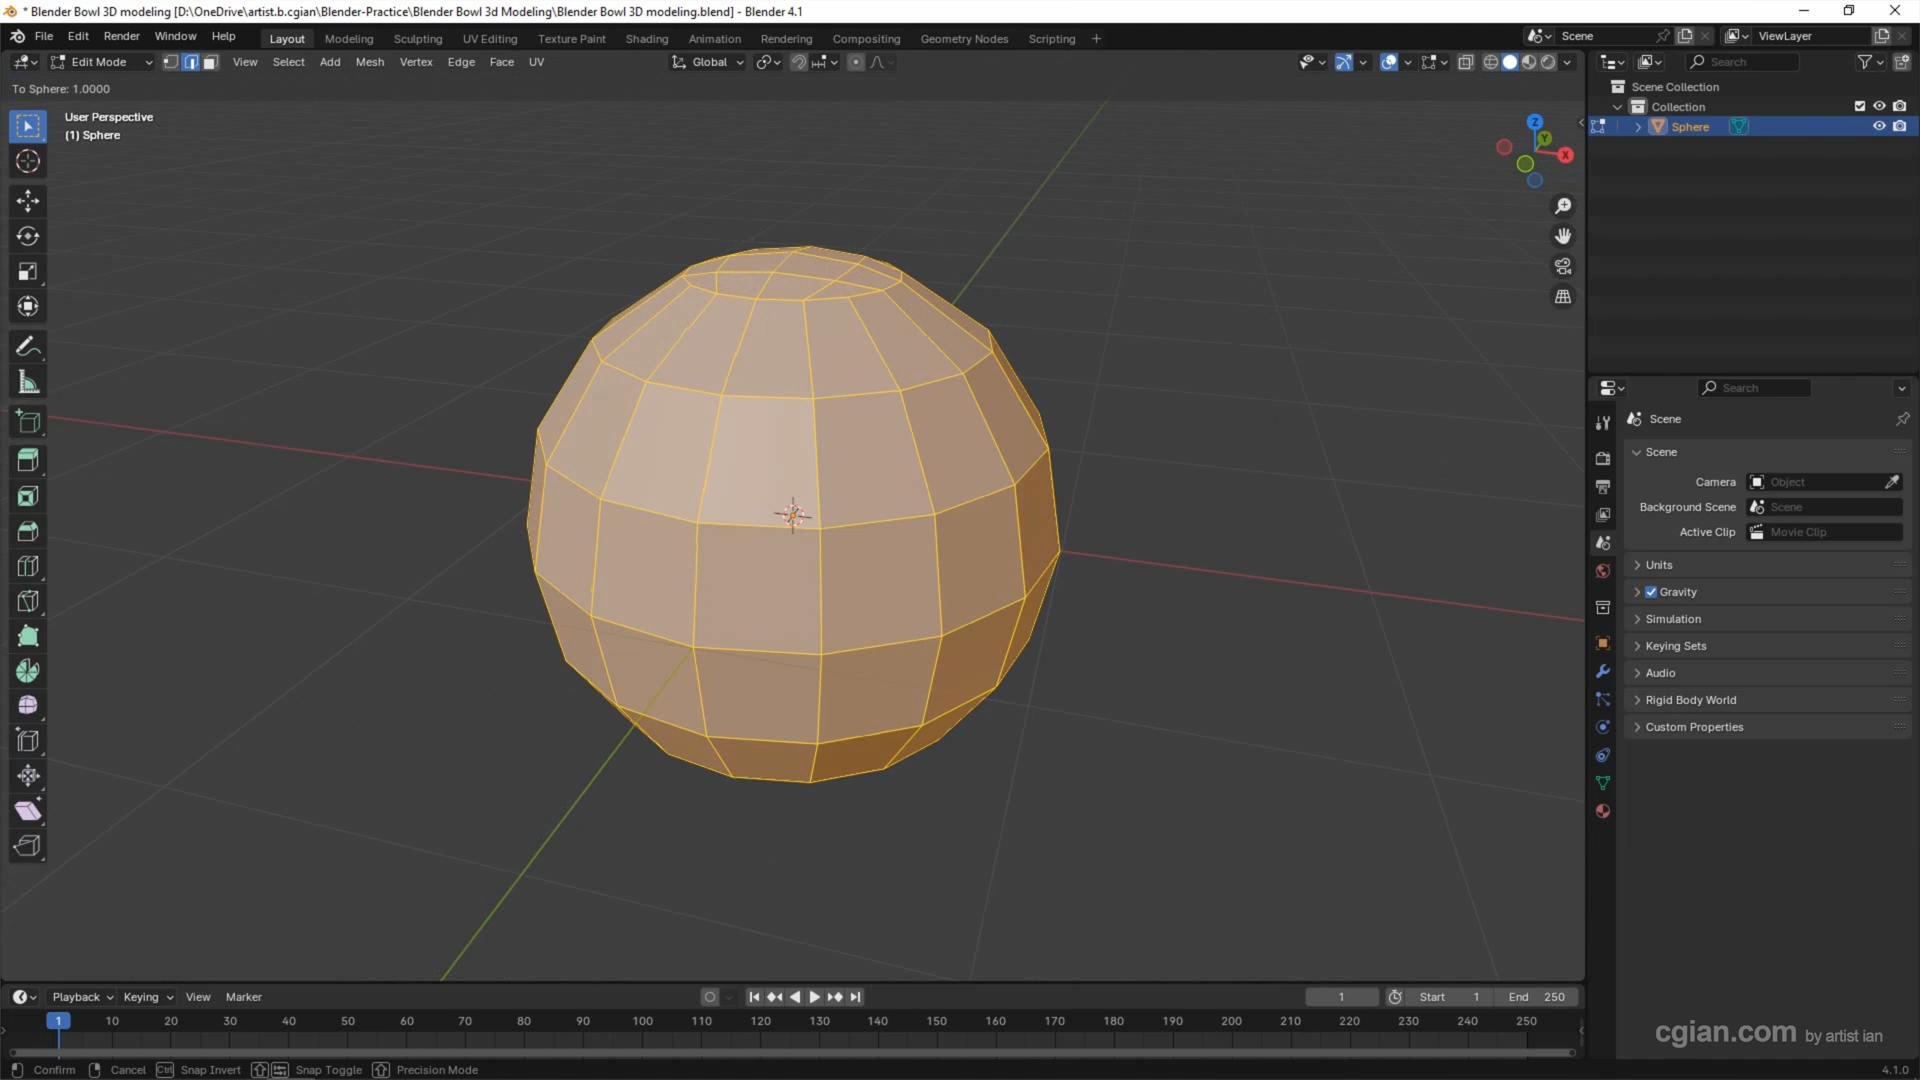 * Blender Bowl 3D modeling [D:\OneDrive\artist.b.cgian\Blender-Practice\Blender Bowl 3d Modeling\Blender Bowl 3D modeling.blend] - Blender 4.1
File Edit Render Window Help Layout Modeling Sculpting UV Editing Texture Paint Shading Animation Rendering Compositing Geometry Nodes Scripting + Scene ViewLayer
Edit Mode View Select Add Mesh Vertex Edge Face UV Global Search
To Sphere: 1.0000
Scene Collection
Collection
Sphere
User Perspective
(1) Sphere
Z
Y
X
Search
Scene
Scene
Camera Object
Background Scene Scene
Active Clip Movie Clip
Units
Gravity
Simulation
Keying Sets
Audio
Rigid Body World
Custom Properties
Playback Keying View Marker 1 Start 1 End 250
1 10 20 30 40 50 60 70 80 90 100 110 120 130 140 150 160 170 180 190 200 210 220 230 240 250
cgian.com by artist ian
Confirm Cancel Ctrl Snap Invert Snap Toggle Precision Mode 4.1.0